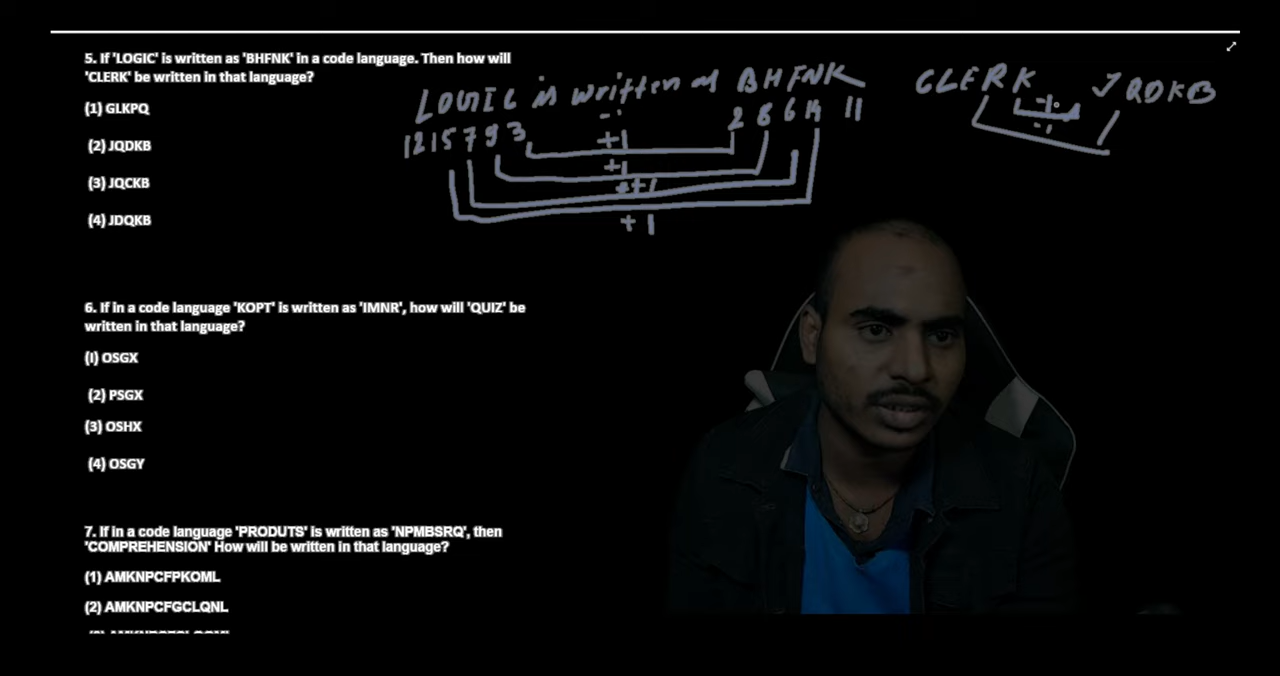 5. If 'LOGIC' is written as 'BHFNK' in a code language. Then how will
'CLERK' be written in that language?
(1) GLKPQ
(2) JQDKB
(3) JQCKB
(4) JDQKB
LOGIC is written as BHFNK
12 15 7 9 3
2 8 6 14 11
-1
+1
+1
+1
+1
CLERK
JQDKB
-1
-1
6. If in a code language 'KOPT' is written as 'IMNR', how will 'QUIZ' be
written in that language?
(I) OSGX
(2) PSGX
(3) OSHX
(4) OSGY
7. If in a code language 'PRODUTS' is written as 'NPMBSRQ', then
'COMPREHENSION' How will be written in that language?
(1) AMKNPCFPKOML
(2) AMKNPCFGCLQNL